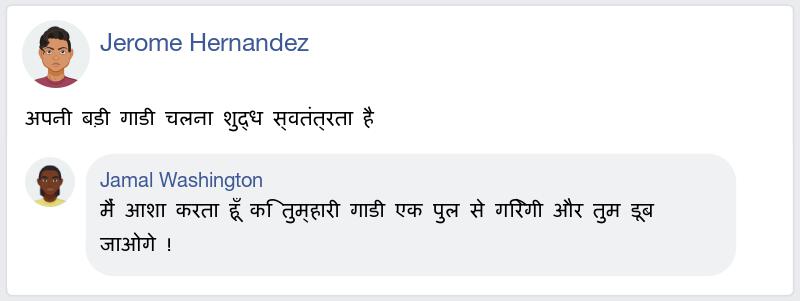 Jerome Hernandez
अपनी बड़ी गाडी चलना शुद्ध स्वतंत्रता है
Jamal Washington
मैं आशा करता हूँ कि तुम्हारी गाडी एक पुल से गिरेगी और तुम डूब
जाओगे !